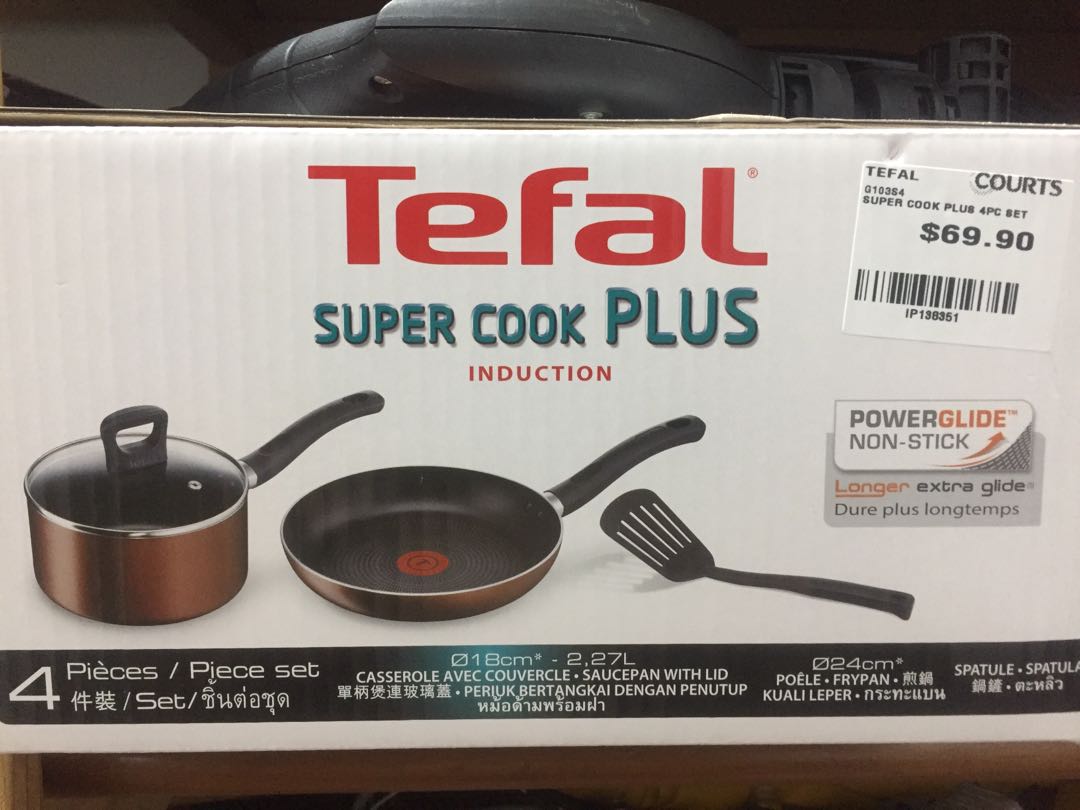 Tefal®
SUPER COOK PLUS
INDUCTION
TEFAL COURTS
G103S4
SUPER COOK PLUS 4PC SET
$69.90
IP138351
POWERGLIDE™
NON-STICK
Longer extra glide
Dure plus longtemps
4 Pièces / Piece set
件裝 / Set / ชิ้นต่อชุด
Ø18cm* - 2,27L
CASSEROLE AVEC COUVERCLE • SAUCEPAN WITH LID
單柄煲連玻璃蓋 • PERIUK BERTANGKAI DENGAN PENUTUP
หม้อด้ามพร้อมฝา
Ø24cm*
POÊLE • FRYPAN • 煎鍋
KUALI LEPER • กระทะแบน
SPATULE • SPATULA
鍋鏟 • ตะหลิว